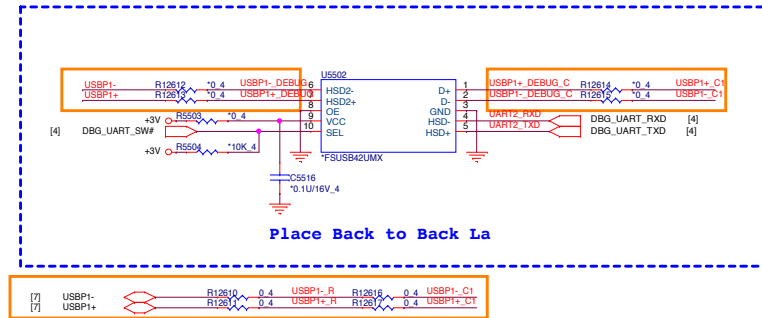 U5502
USBP1- R12612 *0_4 USBP1-_DEBUG 6 HSD2- D+ 1 USBP1+_DEBUG_C R12614 *0_4 USBP1+_C1
USBP1+ R12613 *0_4 USBP1+_DEBUG 7 HSD2+ D- 2 USBP1-_DEBUG_C R12615 *0_4 USBP1-_C1
8 OE GND 3
+3V R5503 *0_4 9 VCC HSD- 4 UART2_RXD DBG_UART_RXD [4]
[4] DBG_UART_SW# 10 SEL HSD+ 5 UART2_TXD DBG_UART_TXD [4]
+3V R5504 *10K_4 *FSUSB42UMX
C5516
*0.1U/16V_4
Place Back to Back La
[7] USBP1- R12610 0_4 USBP1-_R R12616 0_4 USBP1-_C1
[7] USBP1+ R12611 0_4 USBP1+_R R12617 0_4 USBP1+_C1